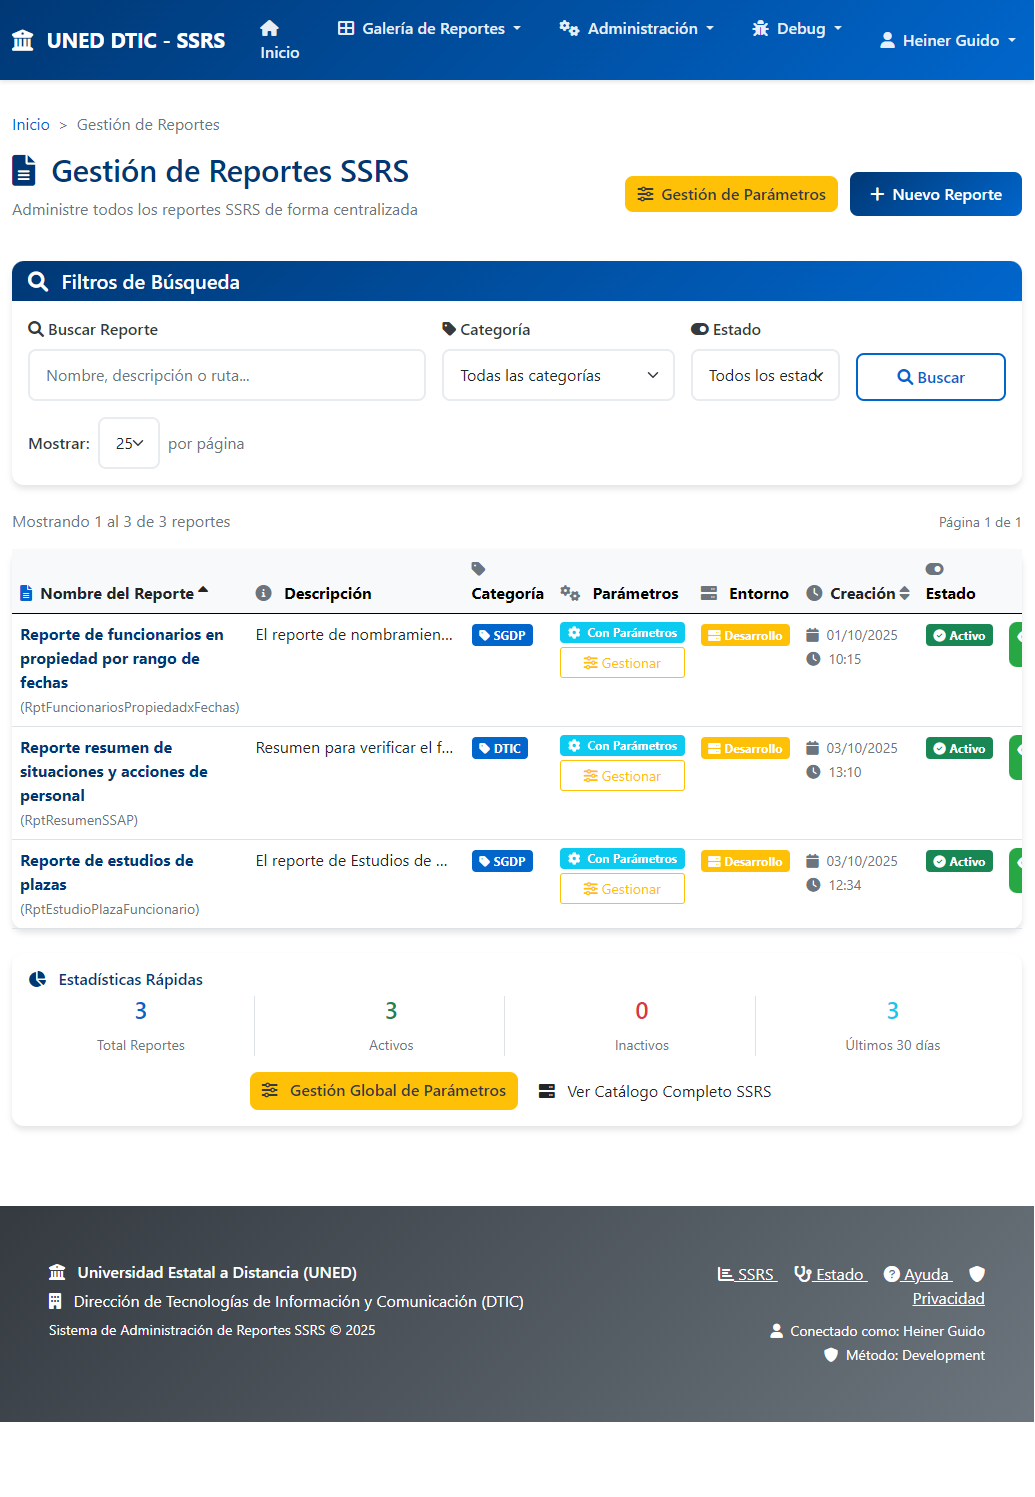 UNED DTIC - SSRS
Inicio
Galería de Reportes
Administración
Debug
Heiner Guido
Inicio > Gestión de Reportes
Gestión de Reportes SSRS
Administre todos los reportes SSRS de forma centralizada
Gestión de Parámetros
Nuevo Reporte
Filtros de Búsqueda
Buscar Reporte
Categoría
Estado
Nombre, descripción o ruta...
Todas las categorías
Todos los estad
Buscar
Mostrar: 25 por página
Mostrando 1 al 3 de 3 reportes
Página 1 de 1
Nombre del Reporte
Descripción
Categoría
Parámetros
Entorno
Creación
Estado
Reporte de funcionarios en
propiedad por rango de
fechas
(RptFuncionariosPropiedadxFechas)
El reporte de nombramien...
SGDP
Con Parámetros
Gestionar
Desarrollo
01/10/2025
10:15
Activo
Reporte resumen de
situaciones y acciones de
personal
(RptResumenSSAP)
Resumen para verificar el f...
DTIC
Con Parámetros
Gestionar
Desarrollo
03/10/2025
13:10
Activo
Reporte de estudios de
plazas
(RptEstudioPlazaFuncionario)
El reporte de Estudios de ...
SGDP
Con Parámetros
Gestionar
Desarrollo
03/10/2025
12:34
Activo
Estadísticas Rápidas
3
Total Reportes
3
Activos
0
Inactivos
3
Últimos 30 días
Gestión Global de Parámetros
Ver Catálogo Completo SSRS
Universidad Estatal a Distancia (UNED)
Dirección de Tecnologías de Información y Comunicación (DTIC)
Sistema de Administración de Reportes SSRS © 2025
SSRS
Estado
Ayuda
Privacidad
Conectado como: Heiner Guido
Método: Development